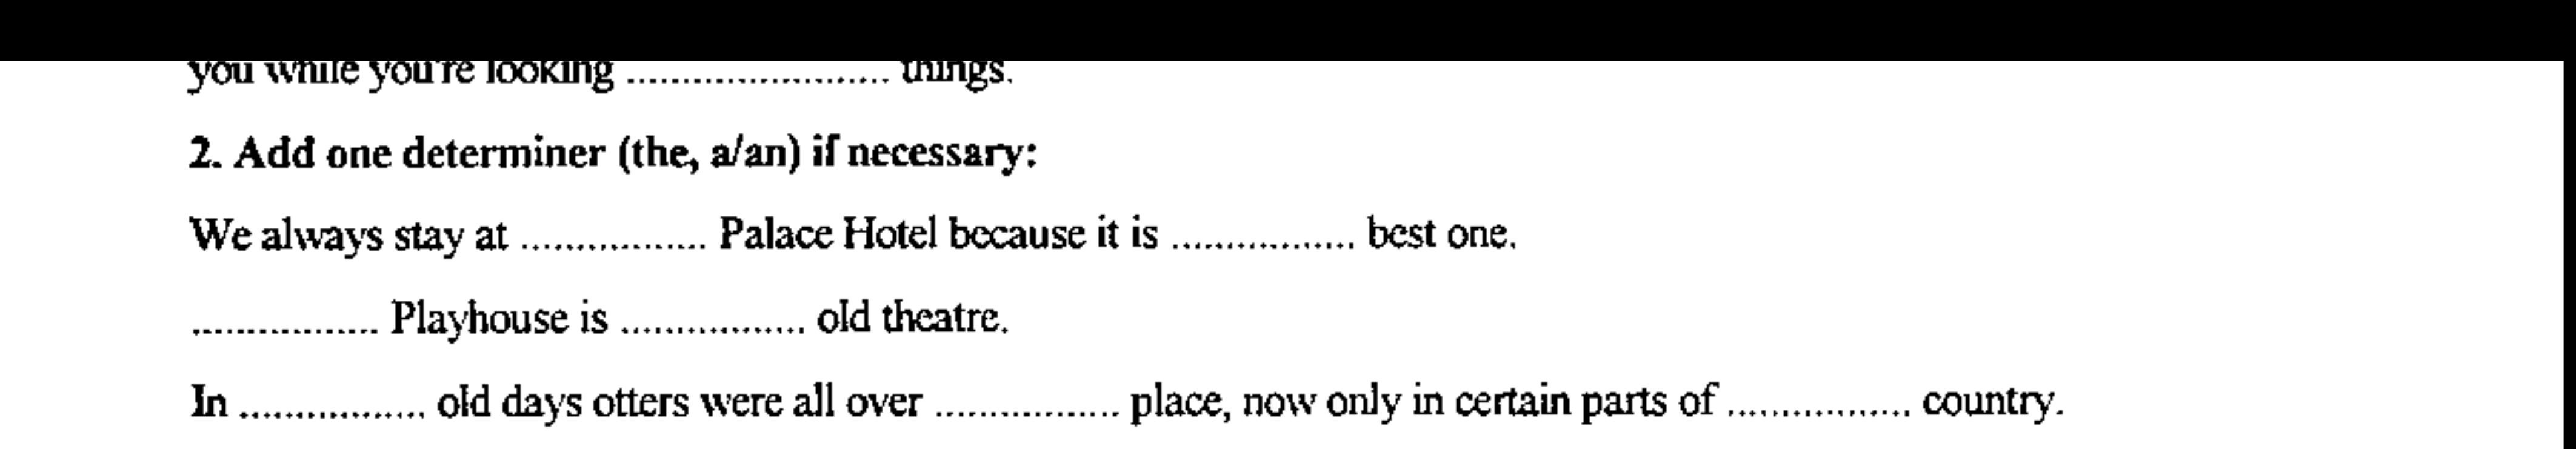 you while you're looking ........................ things.
2. Add one determiner (the, a/an) if necessary:
We always stay at ................. Palace Hotel because it is ................. best one.
................. Playhouse is ................. old theatre.
In ................. old days otters were all over ................. place, now only in certain parts of ................. country.